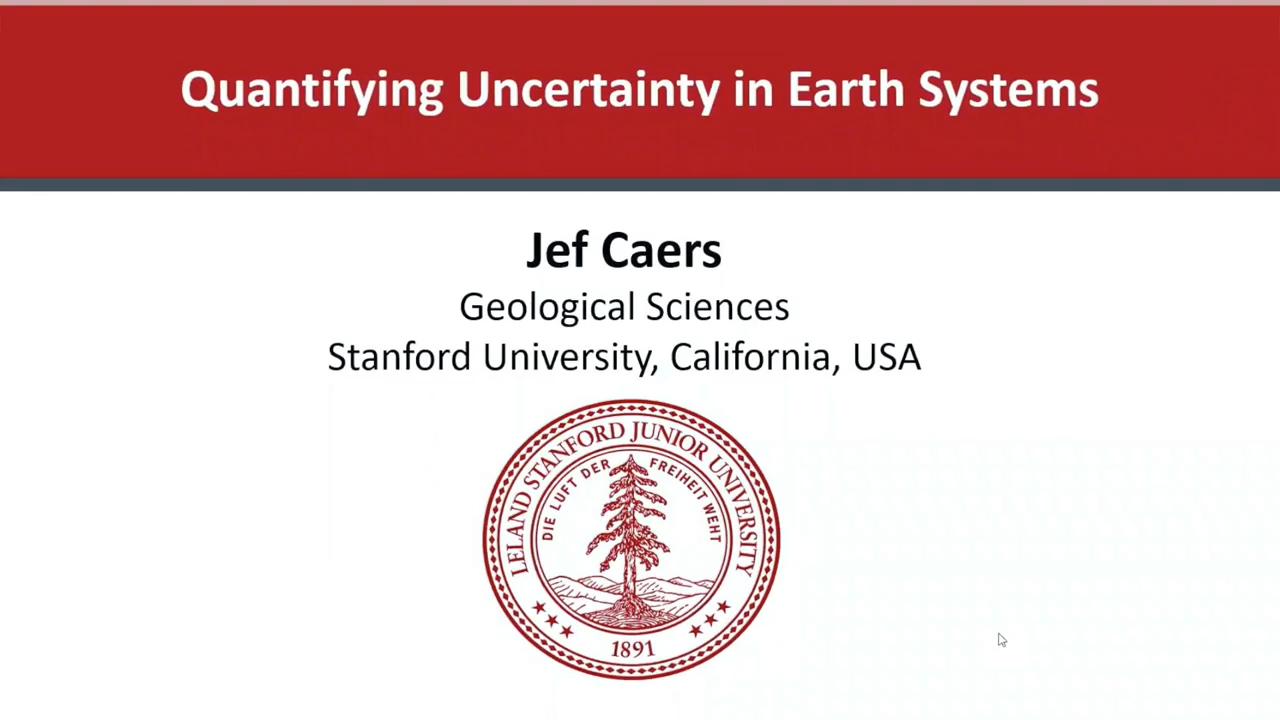 Quantifying Uncertainty in Earth Systems
Jef Caers
Geological Sciences
Stanford University, California, USA
LELAND STANFORD JUNIOR UNIVERSITY
DIE LUFT DER FREIHEIT WEHT
1891